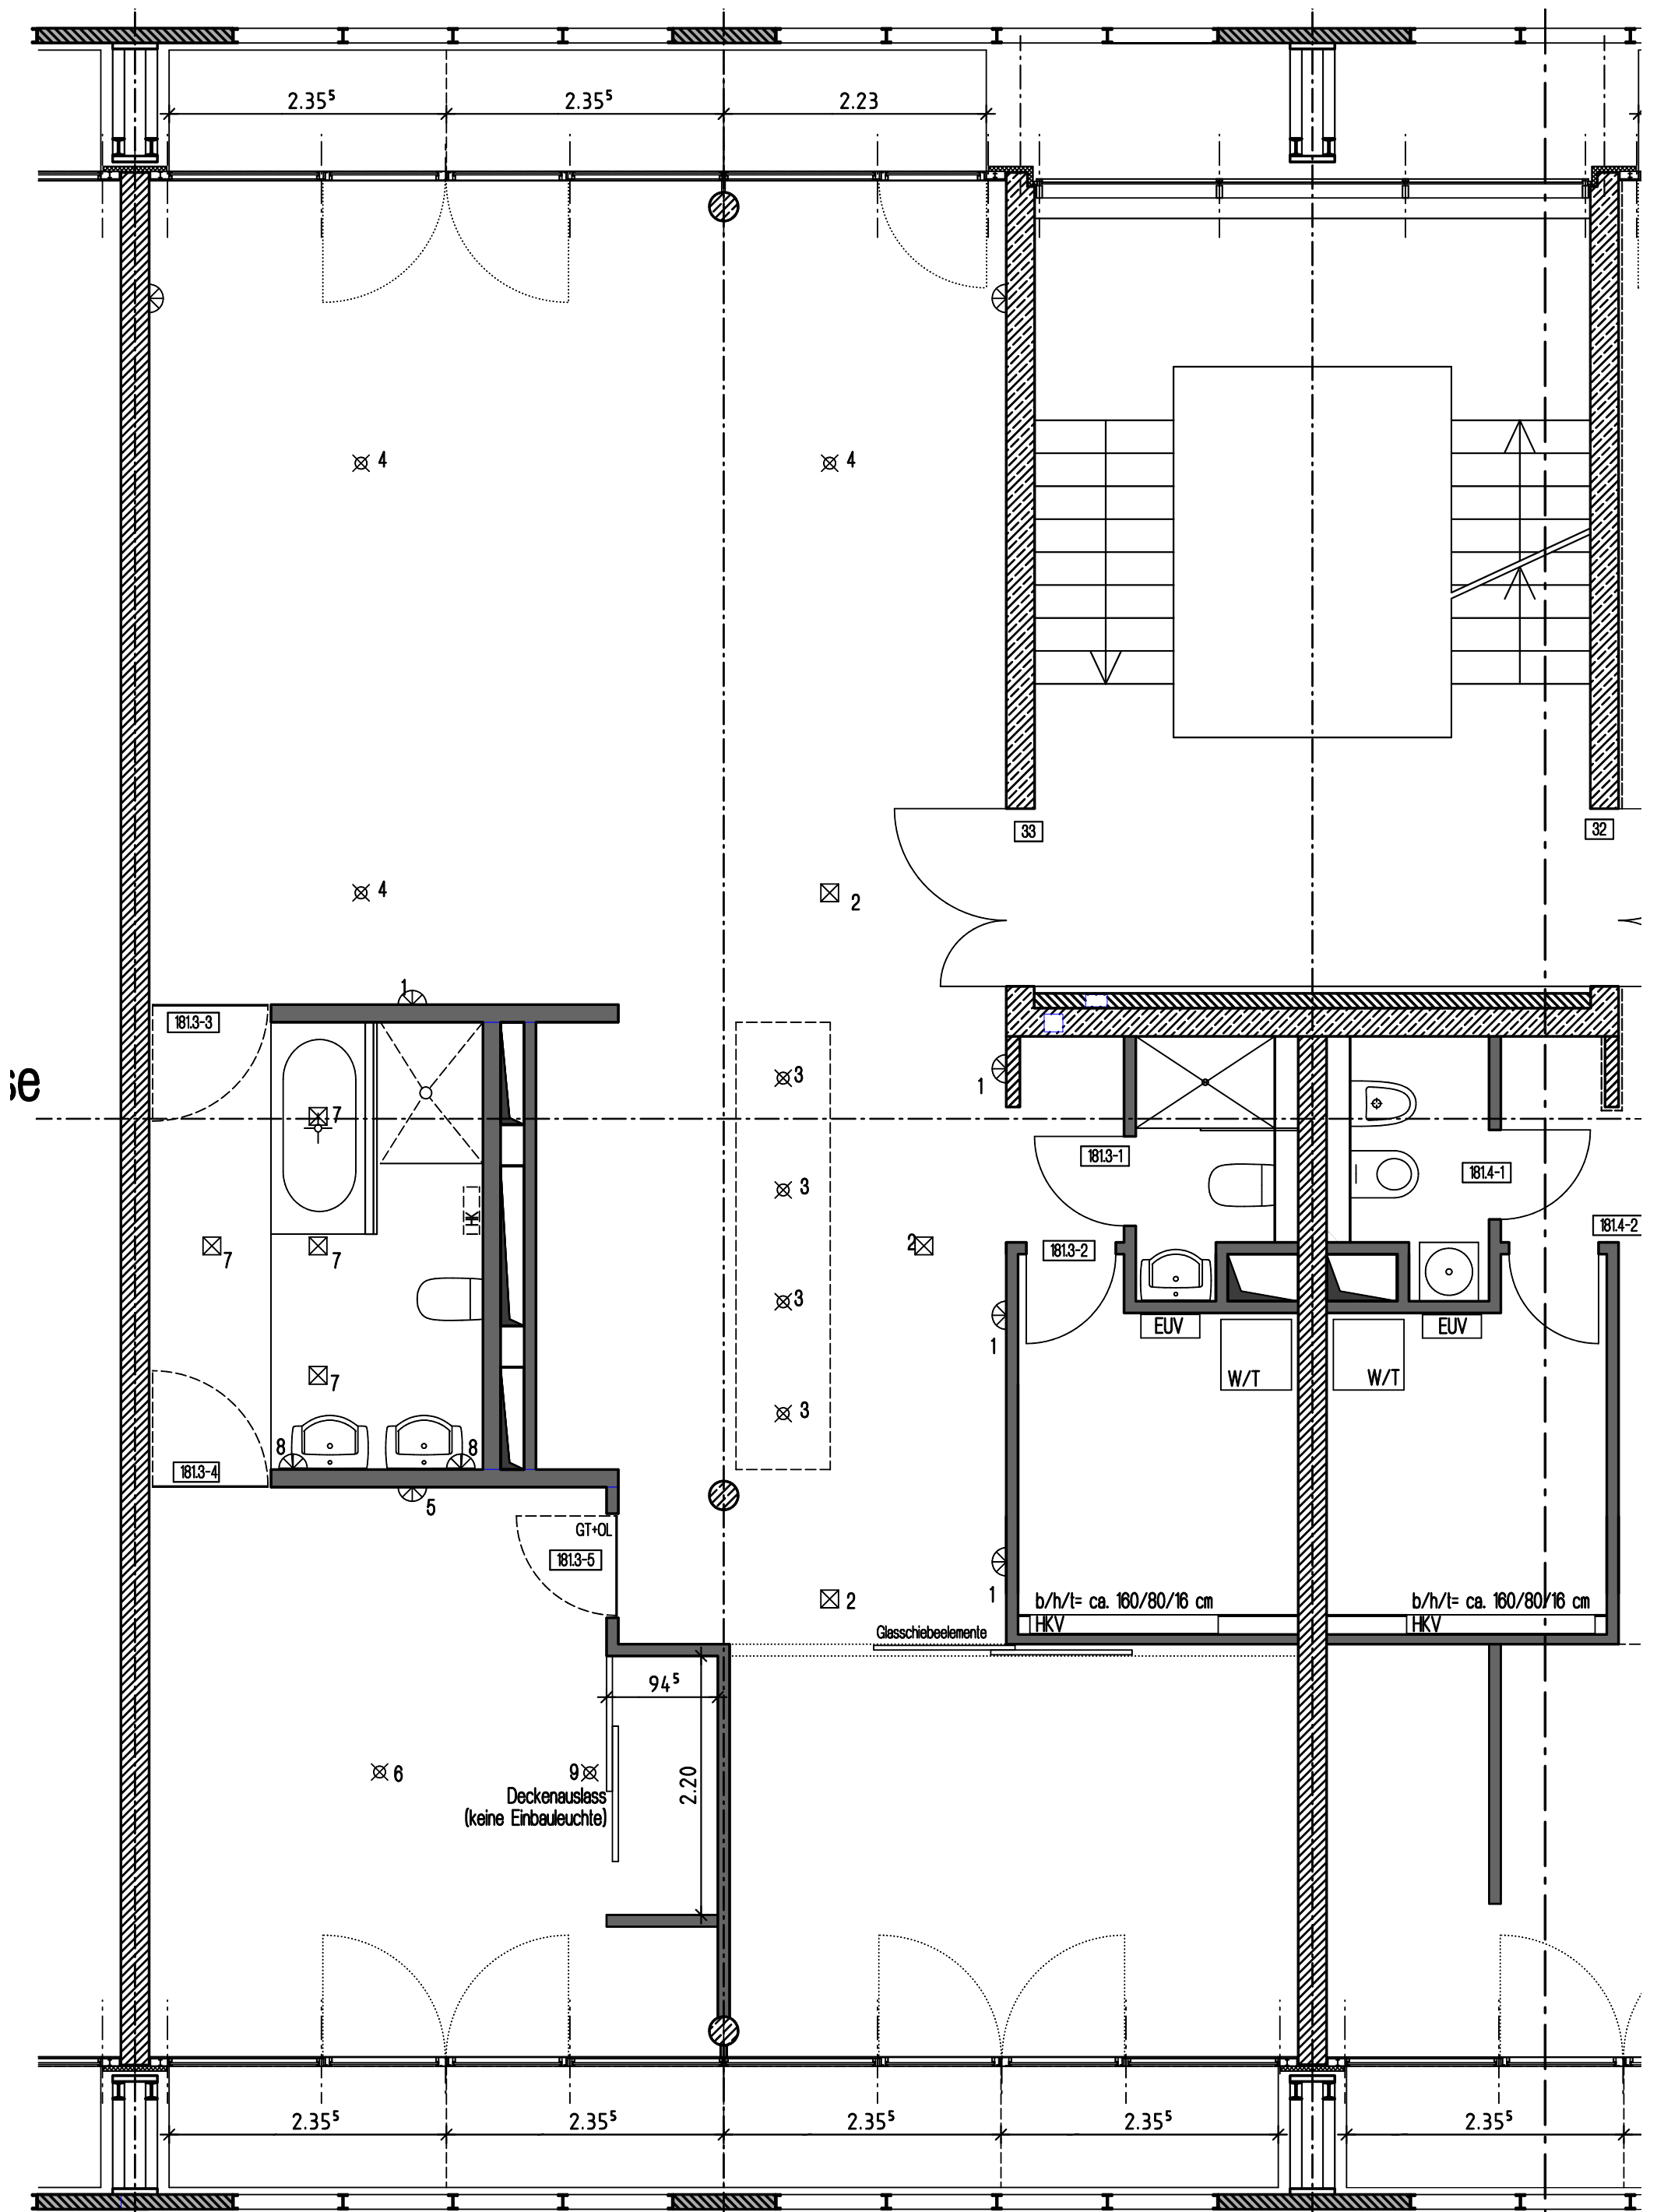 2.35⁵ 2.35⁵ 2.23
4 4
33 32
4 2
1
181.3-3
se
3 1
7
181.3-1 181.4-1
3
HK
181.4-2
7 7 2 181.3-2
3
EUV EUV
1
7 W/T W/T
3
8 8
181.3-4
5
GT+OL
181.3-5
1
2 b/h/t= ca. 160/80/16 cm b/h/t= ca. 160/80/16 cm
HKV HKV
Glasschiebeelemente
94⁵
6 9 2.20
Deckenauslass
(keine Einbauleuchte)
2.35⁵ 2.35⁵ 2.35⁵ 2.35⁵ 2.35⁵